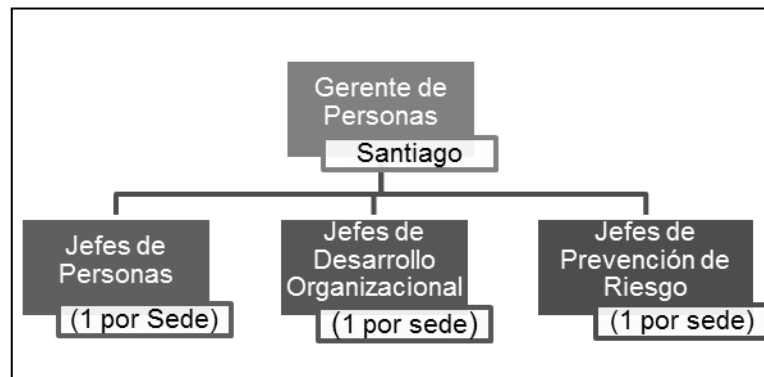 Gerente de
Personas
Santiago
Jefes de
Personas
(1 por Sede)
Jefes de
Desarrollo
Organizacional
(1 por sede)
Jefes de
Prevención de
Riesgo
(1 por sede)